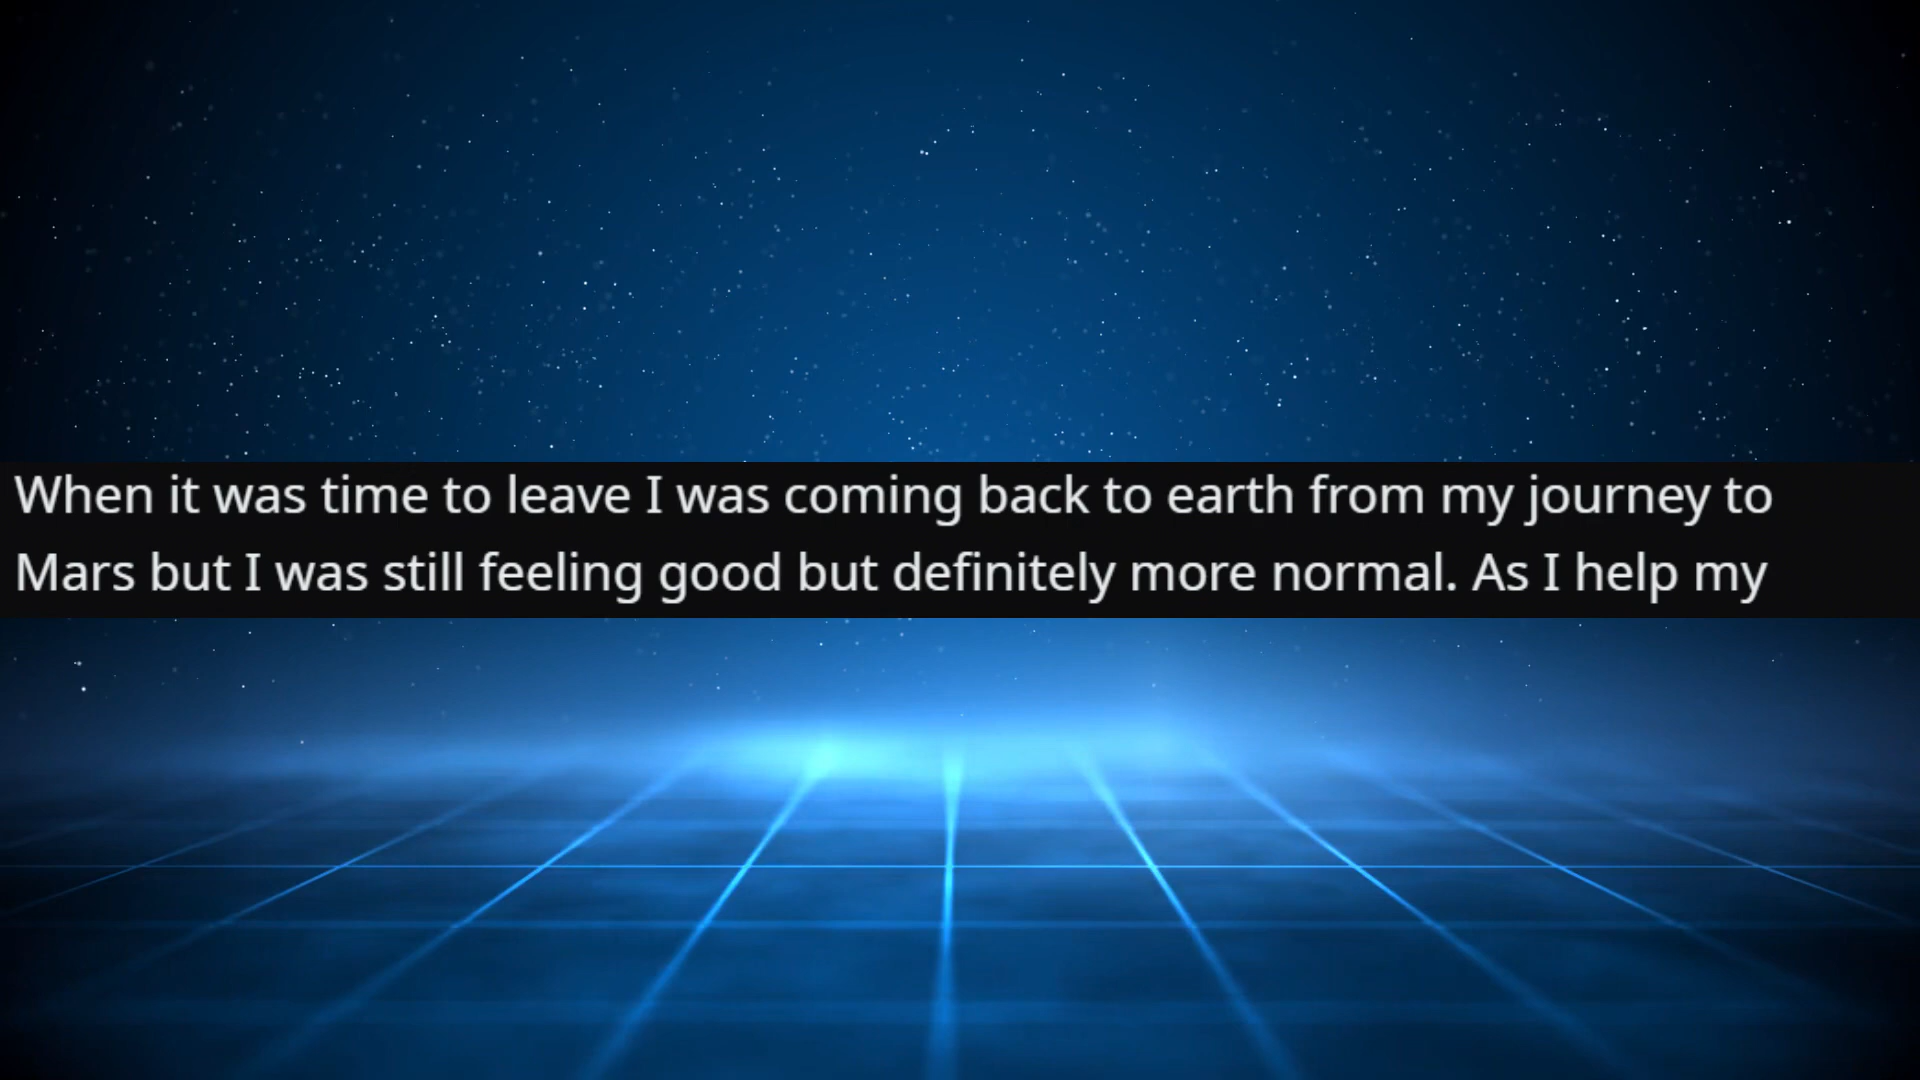 When it was time to leave I was coming back to earth from my journey to
Mars but I was still feeling good but definitely more normal. As I help my